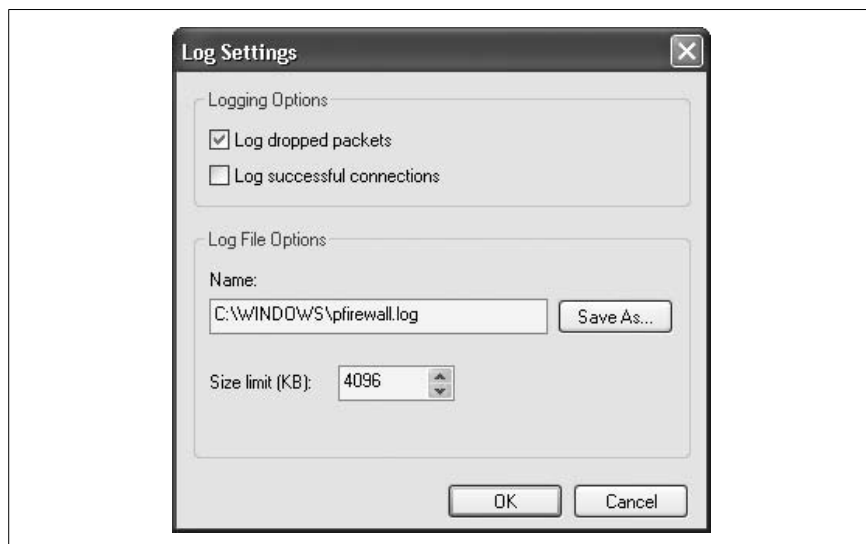 Log Settings
Logging Options
Log dropped packets
Log successful connections
Log File Options
Name:
C:\WINDOWS\pfirewall.log
Save As...
Size limit (KB):
4096
OK
Cancel